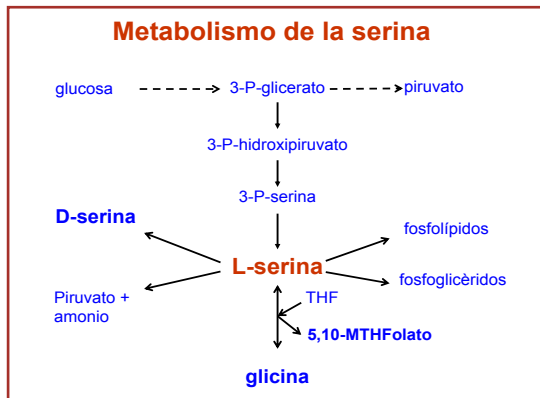 Metabolismo de la serina
glucosa 3-P-glicerato piruvato
3-P-hidroxipiruvato
3-P-serina
D-serina
fosfolípidos
L-serina
fosfoglicèridos
Piruvato +
amonio
THF
5,10-MTHFolato
glicina